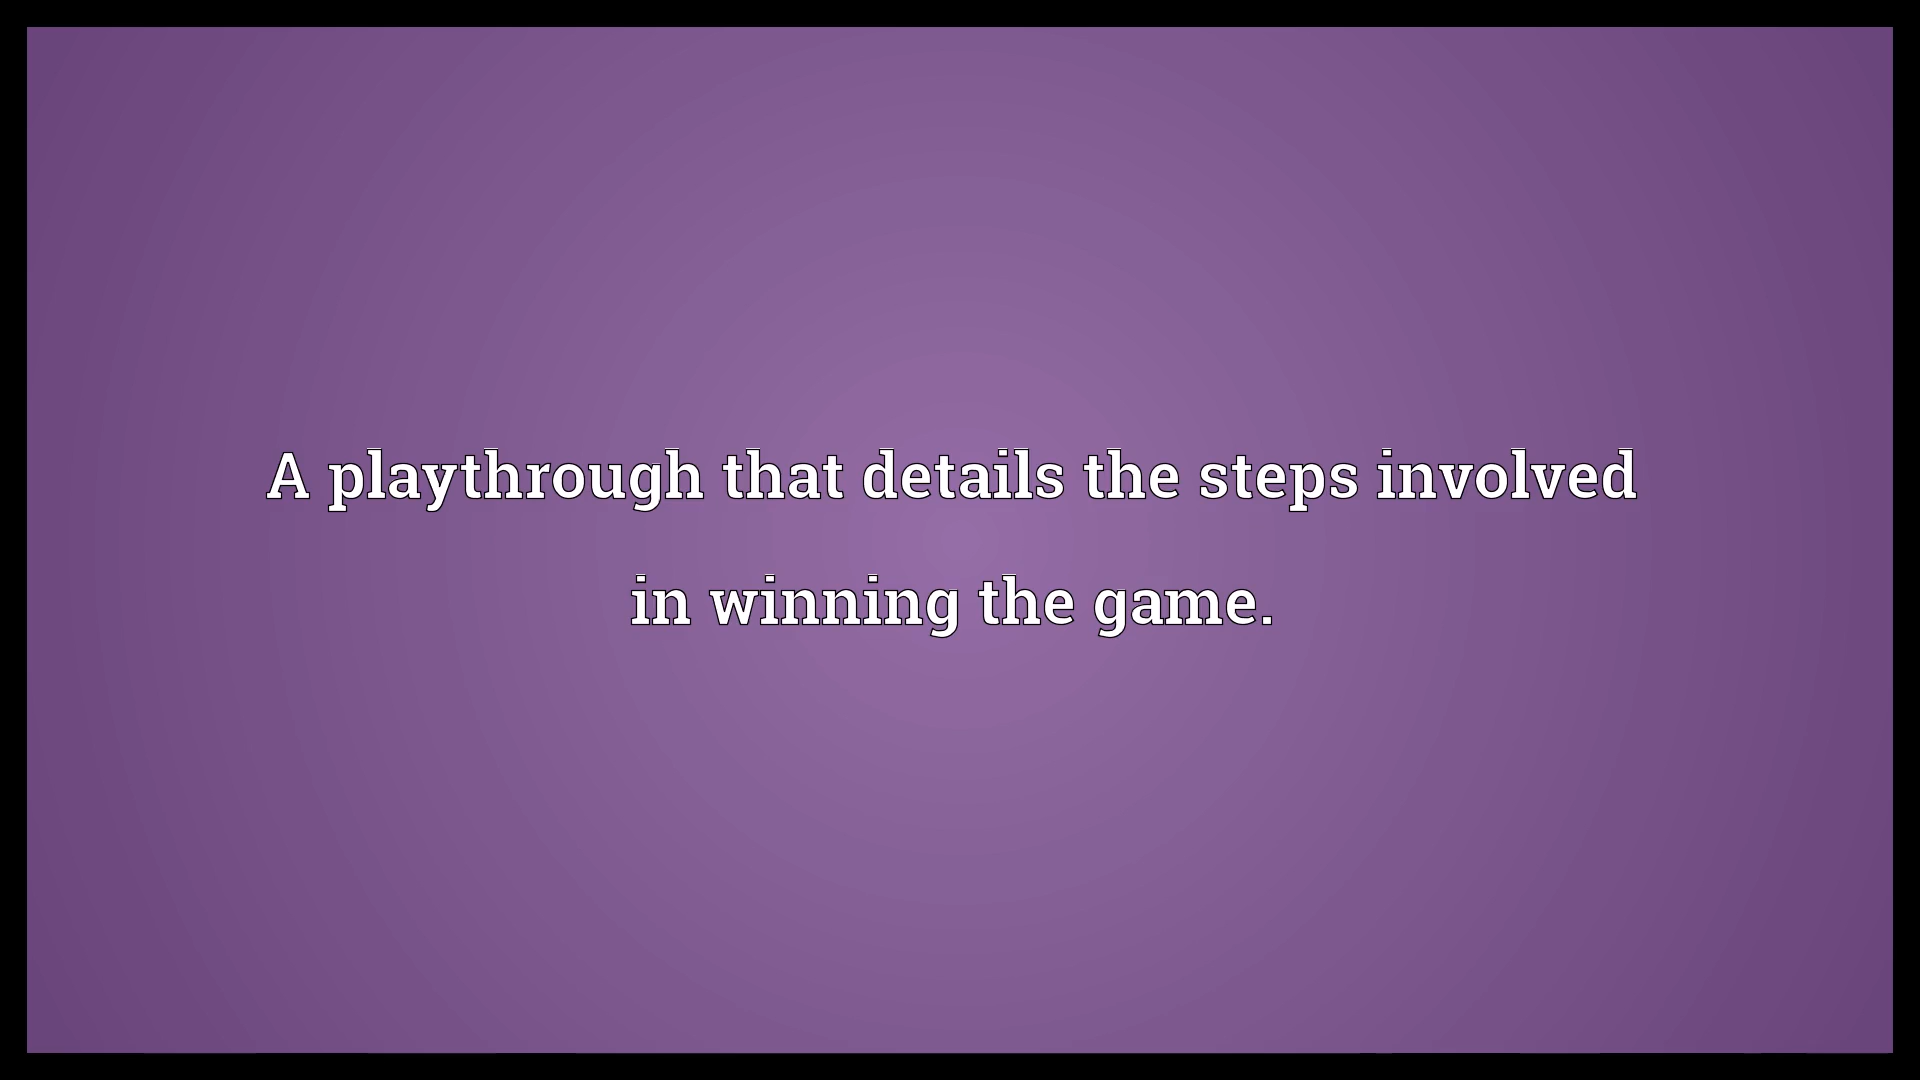 A playthrough that details the steps involved
in winning the game.